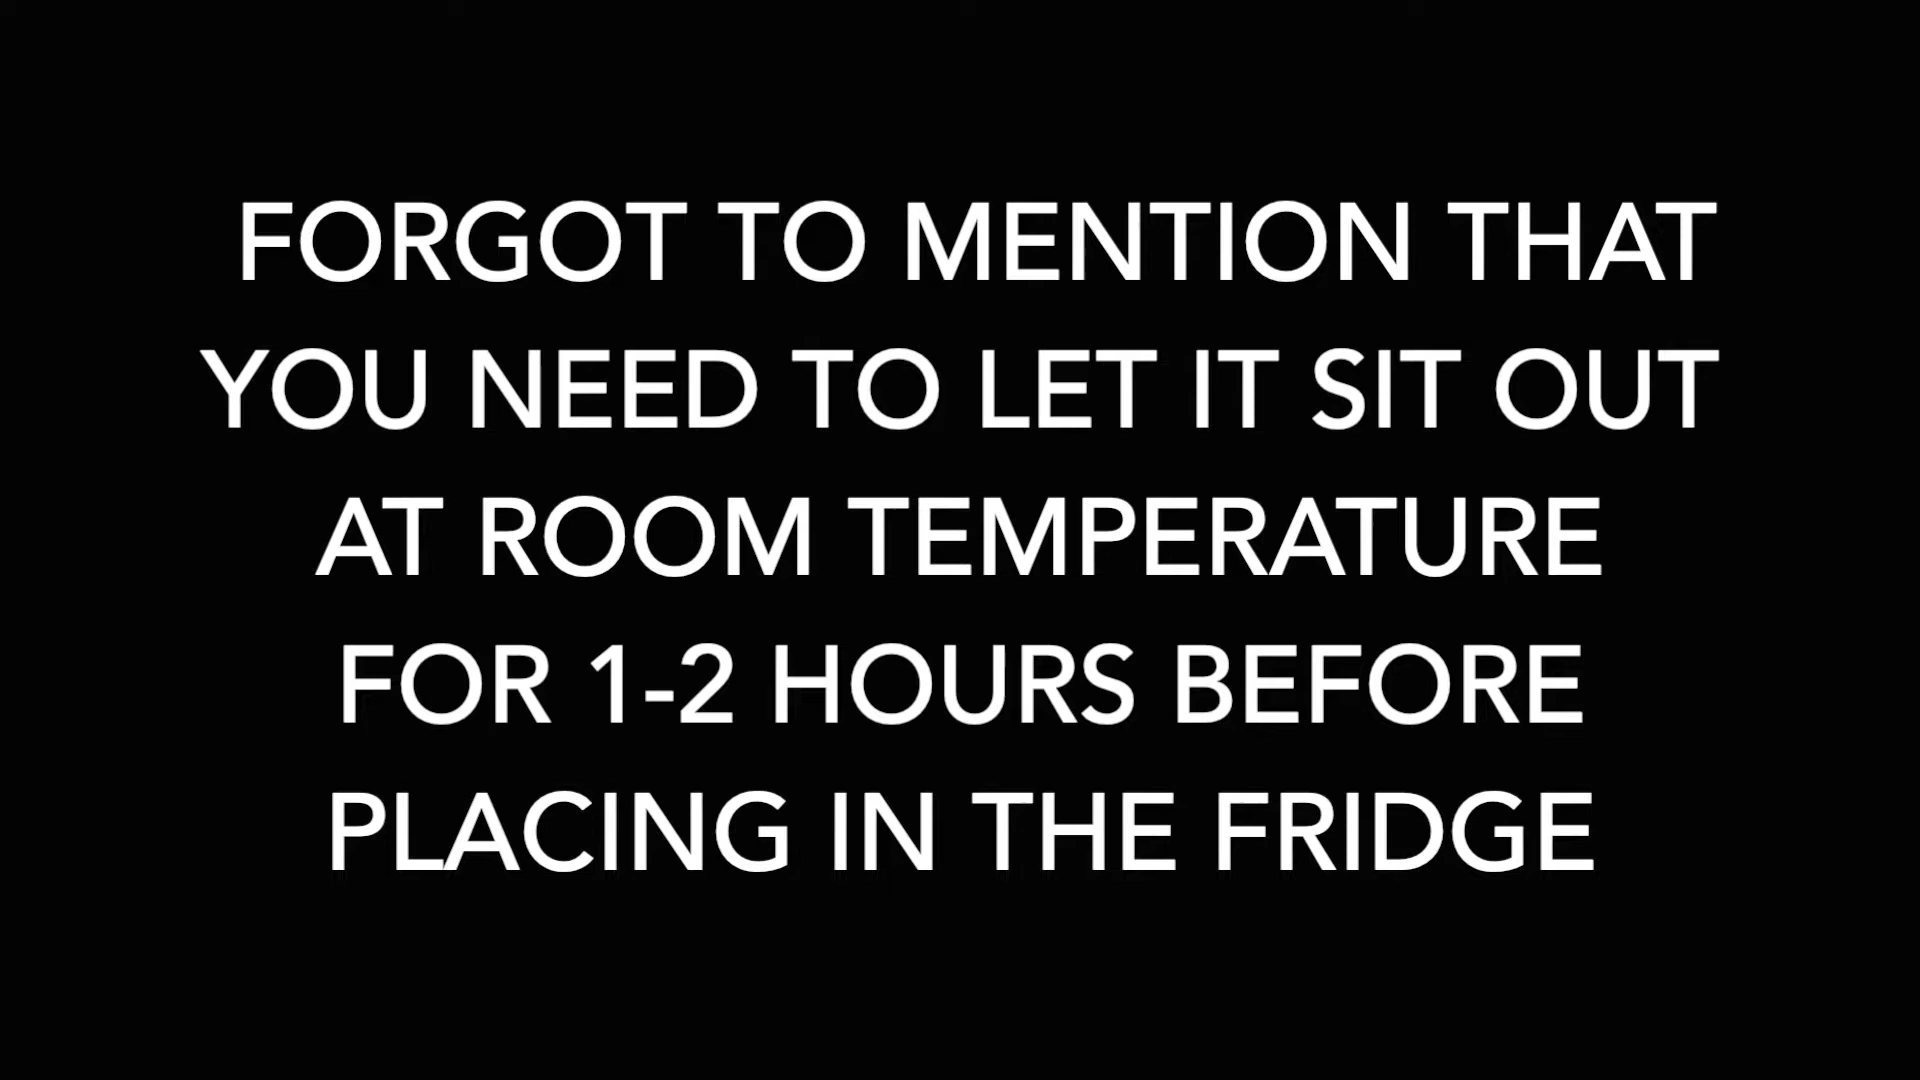 FORGOT TO MENTION THAT
YOU NEED TO LET IT SIT OUT
AT ROOM TEMPERATURE
FOR 1-2 HOURS BEFORE
PLACING IN THE FRIDGE